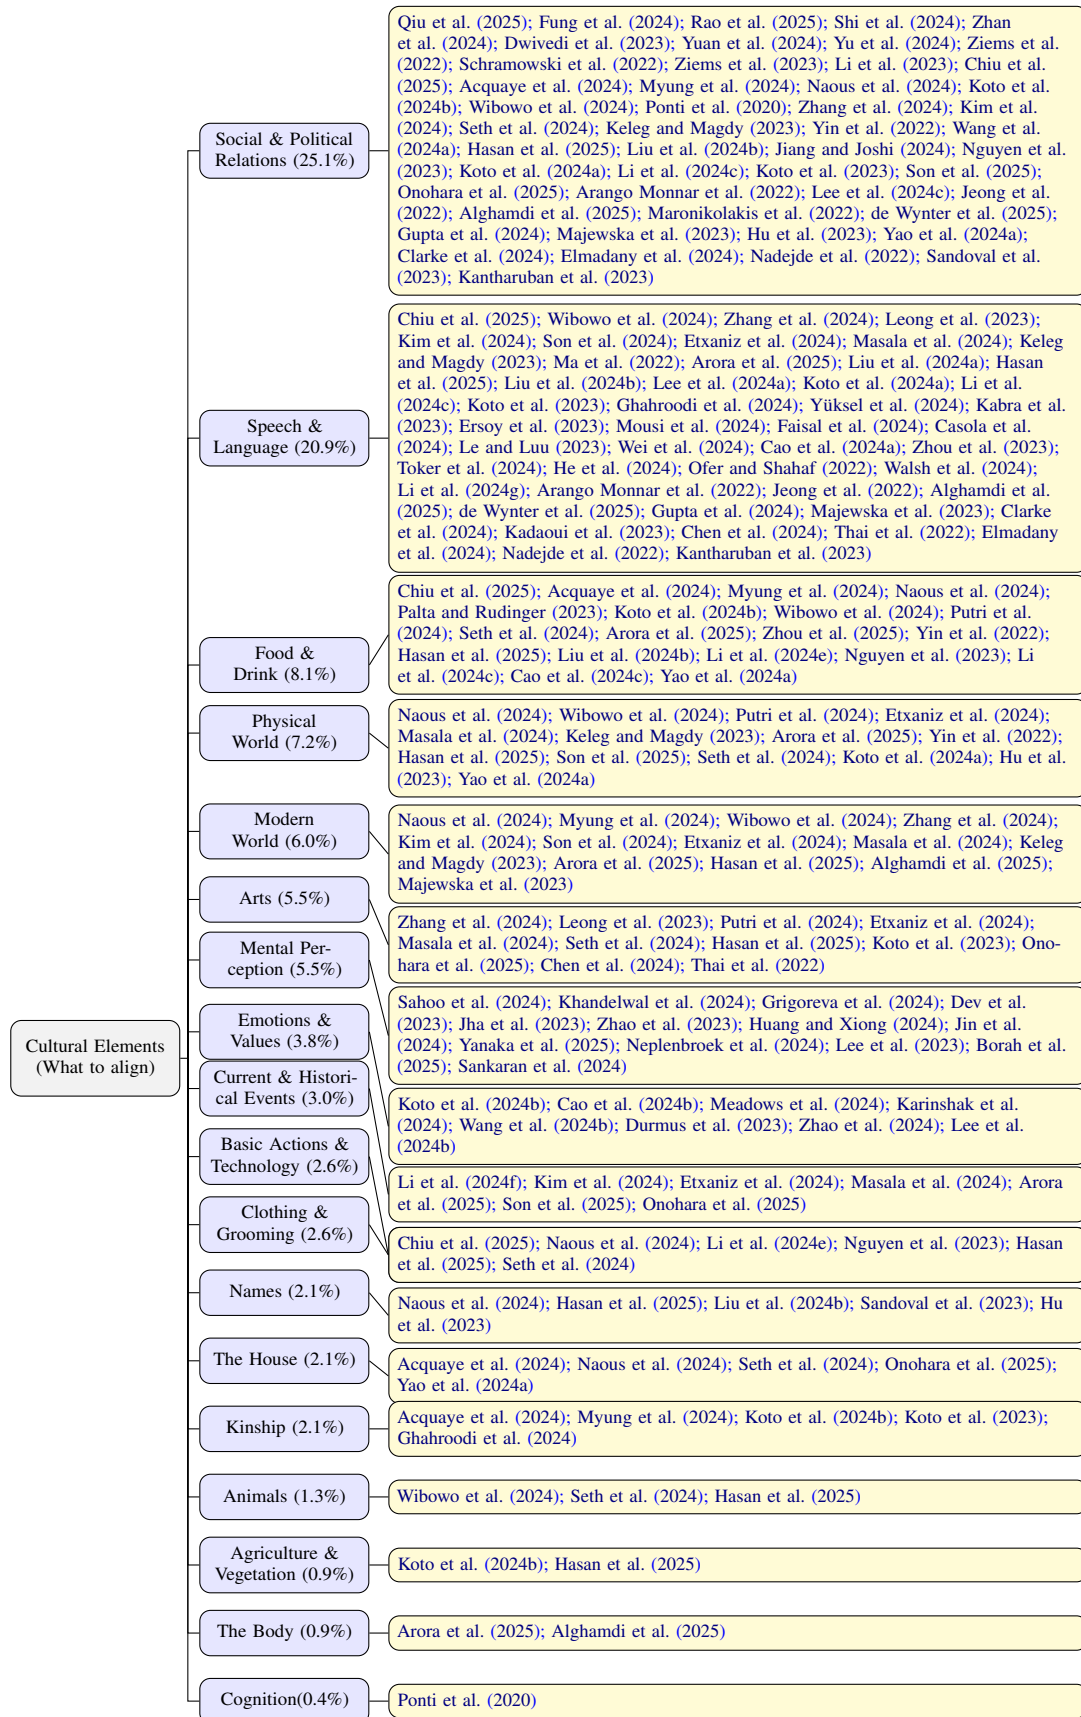 Cultural Elements
(What to align)
Social & Political
Relations (25.1%)
Qiu et al. (2025); Fung et al. (2024); Rao et al. (2025); Shi et al. (2024); Zhan
et al. (2024); Dwivedi et al. (2023); Yuan et al. (2024); Yu et al. (2024); Ziems et al.
(2022); Schramowski et al. (2022); Ziems et al. (2023); Li et al. (2023); Chiu et al.
(2025); Acquaye et al. (2024); Myung et al. (2024); Naous et al. (2024); Koto et al.
(2024b); Wibowo et al. (2024); Ponti et al. (2020); Zhang et al. (2024); Kim et al.
(2024); Seth et al. (2024); Keleg and Magdy (2023); Yin et al. (2022); Wang et al.
(2024a); Hasan et al. (2025); Liu et al. (2024b); Jiang and Joshi (2024); Nguyen et al.
(2023); Koto et al. (2024a); Li et al. (2024c); Koto et al. (2023); Son et al. (2025);
Onohara et al. (2025); Arango Monnar et al. (2022); Lee et al. (2024c); Jeong et al.
(2022); Alghamdi et al. (2025); Maronikolakis et al. (2022); de Wynter et al. (2025);
Gupta et al. (2024); Majewska et al. (2023); Hu et al. (2023); Yao et al. (2024a);
Clarke et al. (2024); Elmadany et al. (2024); Nadejde et al. (2022); Sandoval et al.
(2023); Kantharuban et al. (2023)
Speech &
Language (20.9%)
Chiu et al. (2025); Wibowo et al. (2024); Zhang et al. (2024); Leong et al. (2023);
Kim et al. (2024); Son et al. (2024); Etxaniz et al. (2024); Masala et al. (2024); Keleg
and Magdy (2023); Ma et al. (2022); Arora et al. (2025); Liu et al. (2024a); Hasan
et al. (2025); Liu et al. (2024b); Lee et al. (2024a); Koto et al. (2024a); Li et al.
(2024c); Koto et al. (2023); Ghahroodi et al. (2024); Yüksel et al. (2024); Kabra et al.
(2023); Ersoy et al. (2023); Mousi et al. (2024); Faisal et al. (2024); Casola et al.
(2024); Le and Luu (2023); Wei et al. (2024); Cao et al. (2024a); Zhou et al. (2023);
Toker et al. (2024); He et al. (2024); Ofer and Shahaf (2022); Walsh et al. (2024);
Li et al. (2024g); Arango Monnar et al. (2022); Jeong et al. (2022); Alghamdi et al.
(2025); de Wynter et al. (2025); Gupta et al. (2024); Majewska et al. (2023); Clarke
et al. (2024); Kadaoui et al. (2023); Chen et al. (2024); Thai et al. (2022); Elmadany
et al. (2024); Nadejde et al. (2022); Kantharuban et al. (2023)
Food &
Drink (8.1%)
Chiu et al. (2025); Acquaye et al. (2024); Myung et al. (2024); Naous et al. (2024);
Palta and Rudinger (2023); Koto et al. (2024b); Wibowo et al. (2024); Putri et al.
(2024); Seth et al. (2024); Arora et al. (2025); Zhou et al. (2025); Yin et al. (2022);
Hasan et al. (2025); Liu et al. (2024b); Li et al. (2024e); Nguyen et al. (2023); Li
et al. (2024c); Cao et al. (2024c); Yao et al. (2024a)
Physical
World (7.2%)
Naous et al. (2024); Wibowo et al. (2024); Putri et al. (2024); Etxaniz et al. (2024);
Masala et al. (2024); Keleg and Magdy (2023); Arora et al. (2025); Yin et al. (2022);
Hasan et al. (2025); Son et al. (2025); Seth et al. (2024); Koto et al. (2024a); Hu et al.
(2023); Yao et al. (2024a)
Modern
World (6.0%)
Naous et al. (2024); Myung et al. (2024); Wibowo et al. (2024); Zhang et al. (2024);
Kim et al. (2024); Son et al. (2024); Etxaniz et al. (2024); Masala et al. (2024); Keleg
and Magdy (2023); Arora et al. (2025); Hasan et al. (2025); Alghamdi et al. (2025);
Majewska et al. (2023)
Arts (5.5%)
Zhang et al. (2024); Leong et al. (2023); Putri et al. (2024); Etxaniz et al. (2024);
Masala et al. (2024); Seth et al. (2024); Hasan et al. (2025); Koto et al. (2023); Ono-
hara et al. (2025); Chen et al. (2024); Thai et al. (2022)
Mental Per-
ception (5.5%)
Sahoo et al. (2024); Khandelwal et al. (2024); Grigoreva et al. (2024); Dev et al.
(2023); Jha et al. (2023); Zhao et al. (2023); Huang and Xiong (2024); Jin et al.
(2024); Yanaka et al. (2025); Neplenbroek et al. (2024); Lee et al. (2023); Borah et al.
(2025); Sankaran et al. (2024)
Emotions &
Values (3.8%)
Koto et al. (2024b); Cao et al. (2024b); Meadows et al. (2024); Karinshak et al.
(2024); Wang et al. (2024b); Durmus et al. (2023); Zhao et al. (2024); Lee et al.
(2024b)
Current & Histori-
cal Events (3.0%)
Li et al. (2024f); Kim et al. (2024); Etxaniz et al. (2024); Masala et al. (2024); Arora
et al. (2025); Son et al. (2025); Onohara et al. (2025)
Basic Actions &
Technology (2.6%)
Clothing &
Grooming (2.6%)
Chiu et al. (2025); Naous et al. (2024); Li et al. (2024e); Nguyen et al. (2023); Hasan
et al. (2025); Seth et al. (2024)
Names (2.1%)
Naous et al. (2024); Hasan et al. (2025); Liu et al. (2024b); Sandoval et al. (2023); Hu
et al. (2023)
The House (2.1%)
Acquaye et al. (2024); Naous et al. (2024); Seth et al. (2024); Onohara et al. (2025);
Yao et al. (2024a)
Kinship (2.1%)
Acquaye et al. (2024); Myung et al. (2024); Koto et al. (2024b); Koto et al. (2023);
Ghahroodi et al. (2024)
Animals (1.3%)
Wibowo et al. (2024); Seth et al. (2024); Hasan et al. (2025)
Agriculture &
Vegetation (0.9%)
Koto et al. (2024b); Hasan et al. (2025)
The Body (0.9%)
Arora et al. (2025); Alghamdi et al. (2025)
Cognition(0.4%)
Ponti et al. (2020)